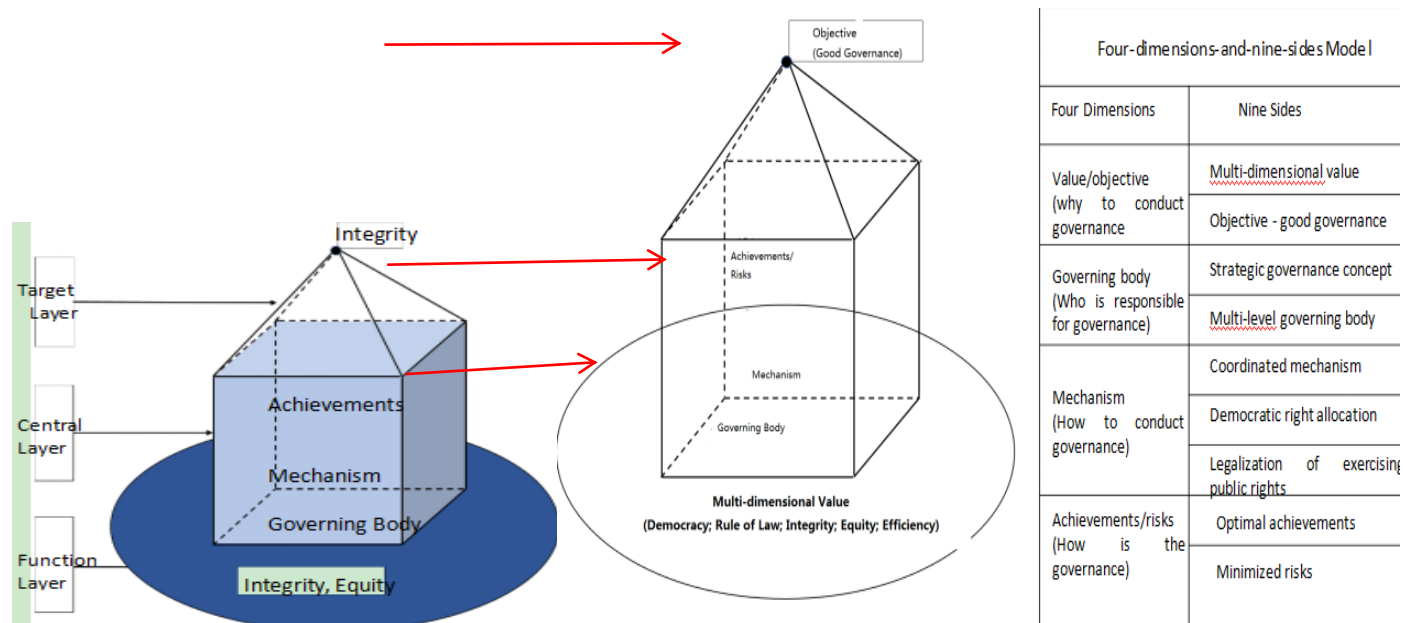 Integrity
Target
Layer
Central
Layer
Function
Layer
Achievements
Mechanism
Governing Body
Integrity, Equity
Objective
(Good Governance)
Achievements/
Risks
Mechanism
Governing Body
Multi-dimensional Value
(Democracy; Rule of Law; Integrity; Equity; Efficiency)
Four-dimensions-and-nine-sides Model
Four Dimensions
Nine Sides
Value/objective
(why to conduct
governance
Multi-dimensional value
Objective - good governance
Governing body
(Who is responsible
for governance)
Strategic governance concept
Multi-level governing body
Mechanism
(How to conduct
governance)
Coordinated mechanism
Democratic right allocation
Legalization of exercising
public rights
Achievements/risks
(How is the
governance)
Optimal achievements
Minimized risks